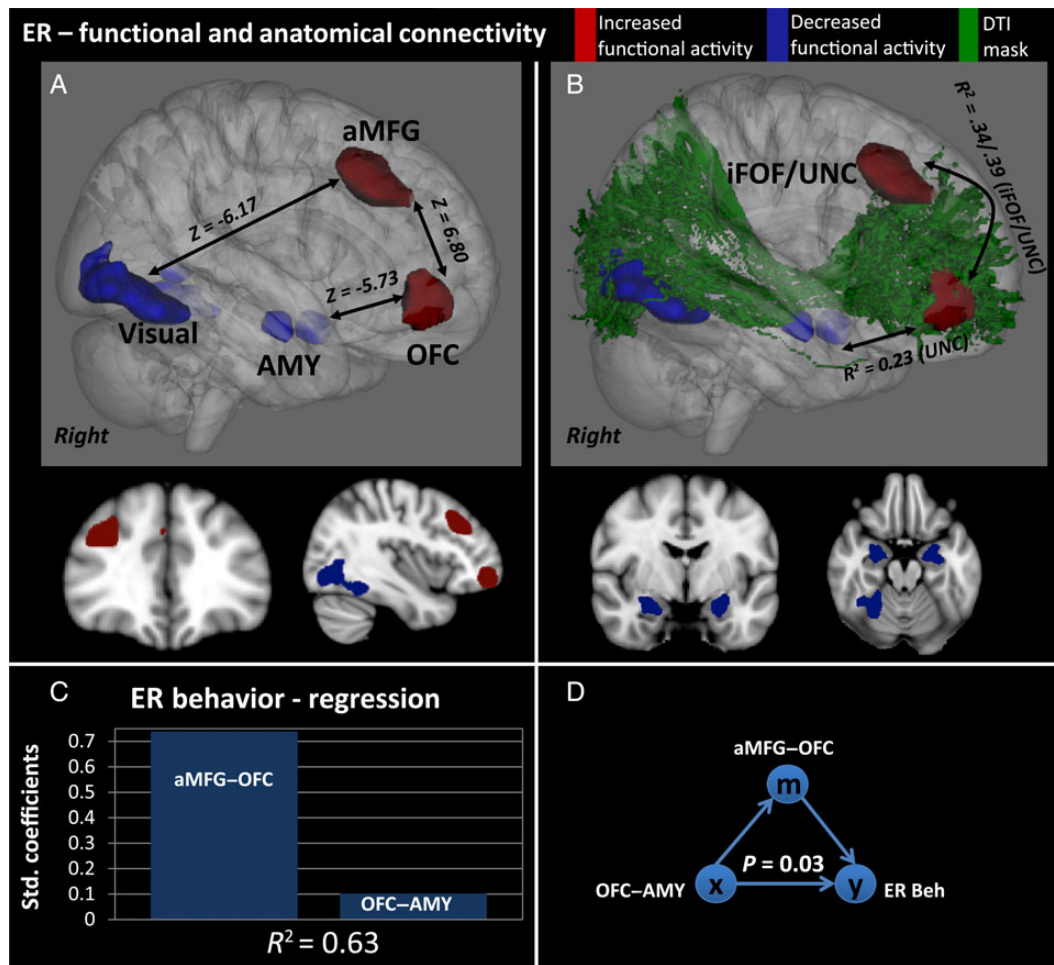 ER – functional and anatomical connectivity
Increased
functional activity
Decreased
functional activity
DTI
mask
A
aMFG
Z = -6.17
Z = 6.80
Z = -5.73
Visual
AMY
OFC
Right
B
iFOF/UNC
R² = .34/.39 (iFOF/UNC)
R² = 0.23 (UNC)
Right
C
ER behavior - regression
Std. coefficients
0.7
0.6
0.5
0.4
0.3
0.2
0.1
0
aMFG–OFC
OFC–AMY
R² = 0.63
D
aMFG–OFC
m
P = 0.03
OFC–AMY
x
y
ER Beh